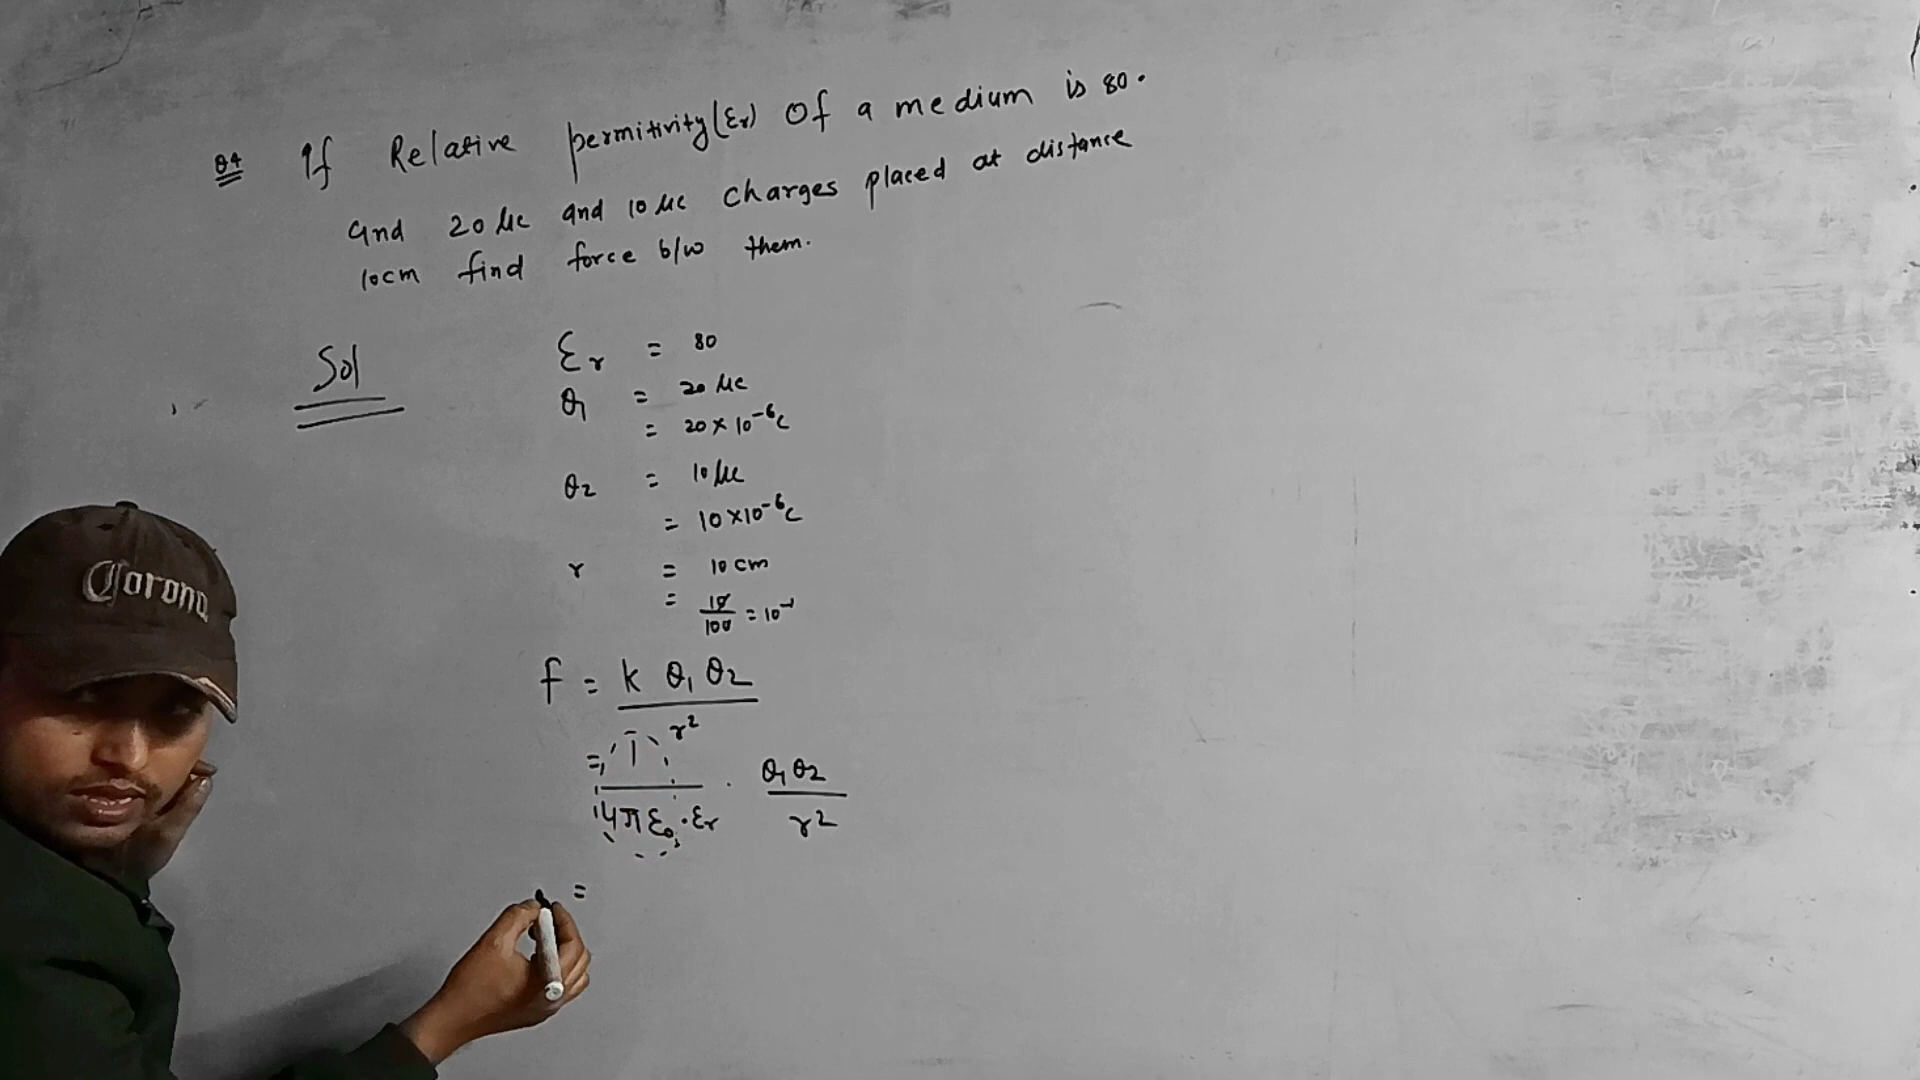 Q4 If Relative permitivity (εr) Of a medium is 80.
and 20 μc and 10 μc charges placed at distance
10cm find force b/w them.
Sol
εr = 80
Q1 = 20 μc
= 20 × 10⁻⁶c
Q2 = 10 μc
= 10 × 10⁻⁶c
r = 10 cm
= 10/100 = 10⁻¹
f = k Q1 Q2 / r²
= 1/4πε₀·εr · Q1 Q2 / r²
=
Corona